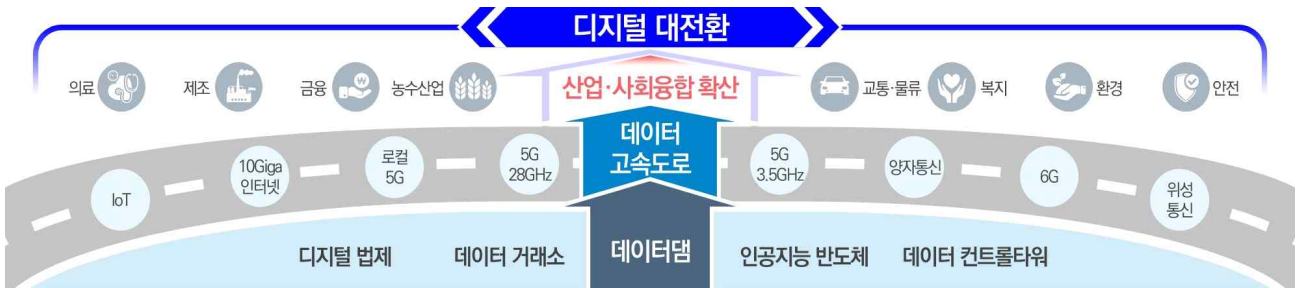 디지털 대전환
의료
제조
금융
농수산업
산업·사회융합 확산
교통·물류
복지
환경
안전
IoT
10Giga
인터넷
로컬
5G
5G
28GHz
데이터
고속도로
5G
3.5GHz
양자통신
6G
위성
통신
디지털 법제
데이터 거래소
데이터댐
인공지능 반도체
데이터 컨트롤타워